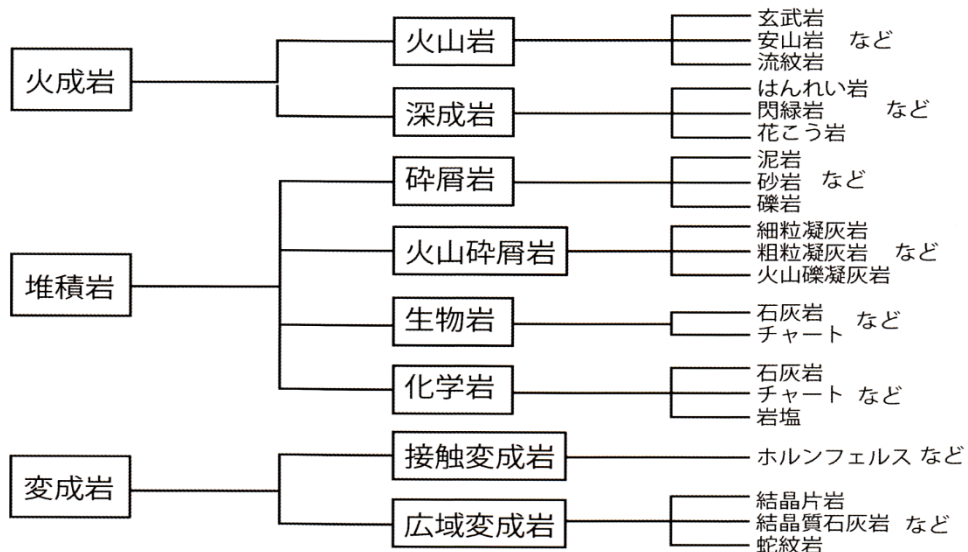 火成岩
火山岩
玄武岩
安山岩 など
流紋岩
深成岩
はんれい岩
閃緑岩 など
花こう岩
堆積岩
砕屑岩
泥岩
砂岩 など
礫岩
火山砕屑岩
細粒凝灰岩
粗粒凝灰岩 など
火山礫凝灰岩
生物岩
石灰岩 など
チャート
化学岩
石灰岩
チャート など
岩塩
変成岩
接触変成岩
ホルンフェルス など
広域変成岩
結晶片岩
結晶質石灰岩 など
蛇紋岩